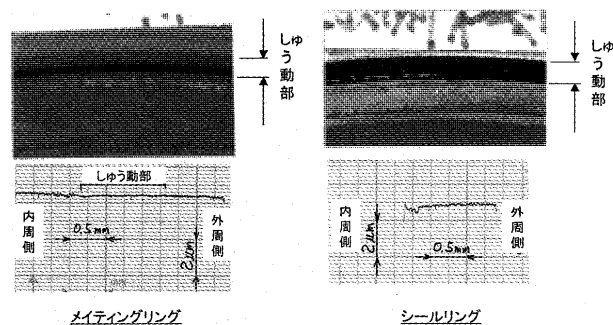 しゅう動部
しゅう動部
しゅう動部
内周側
0.5mm
2μm
外周側
内周側
2μm
0.5mm
外周側
メイティングリング
シールリング